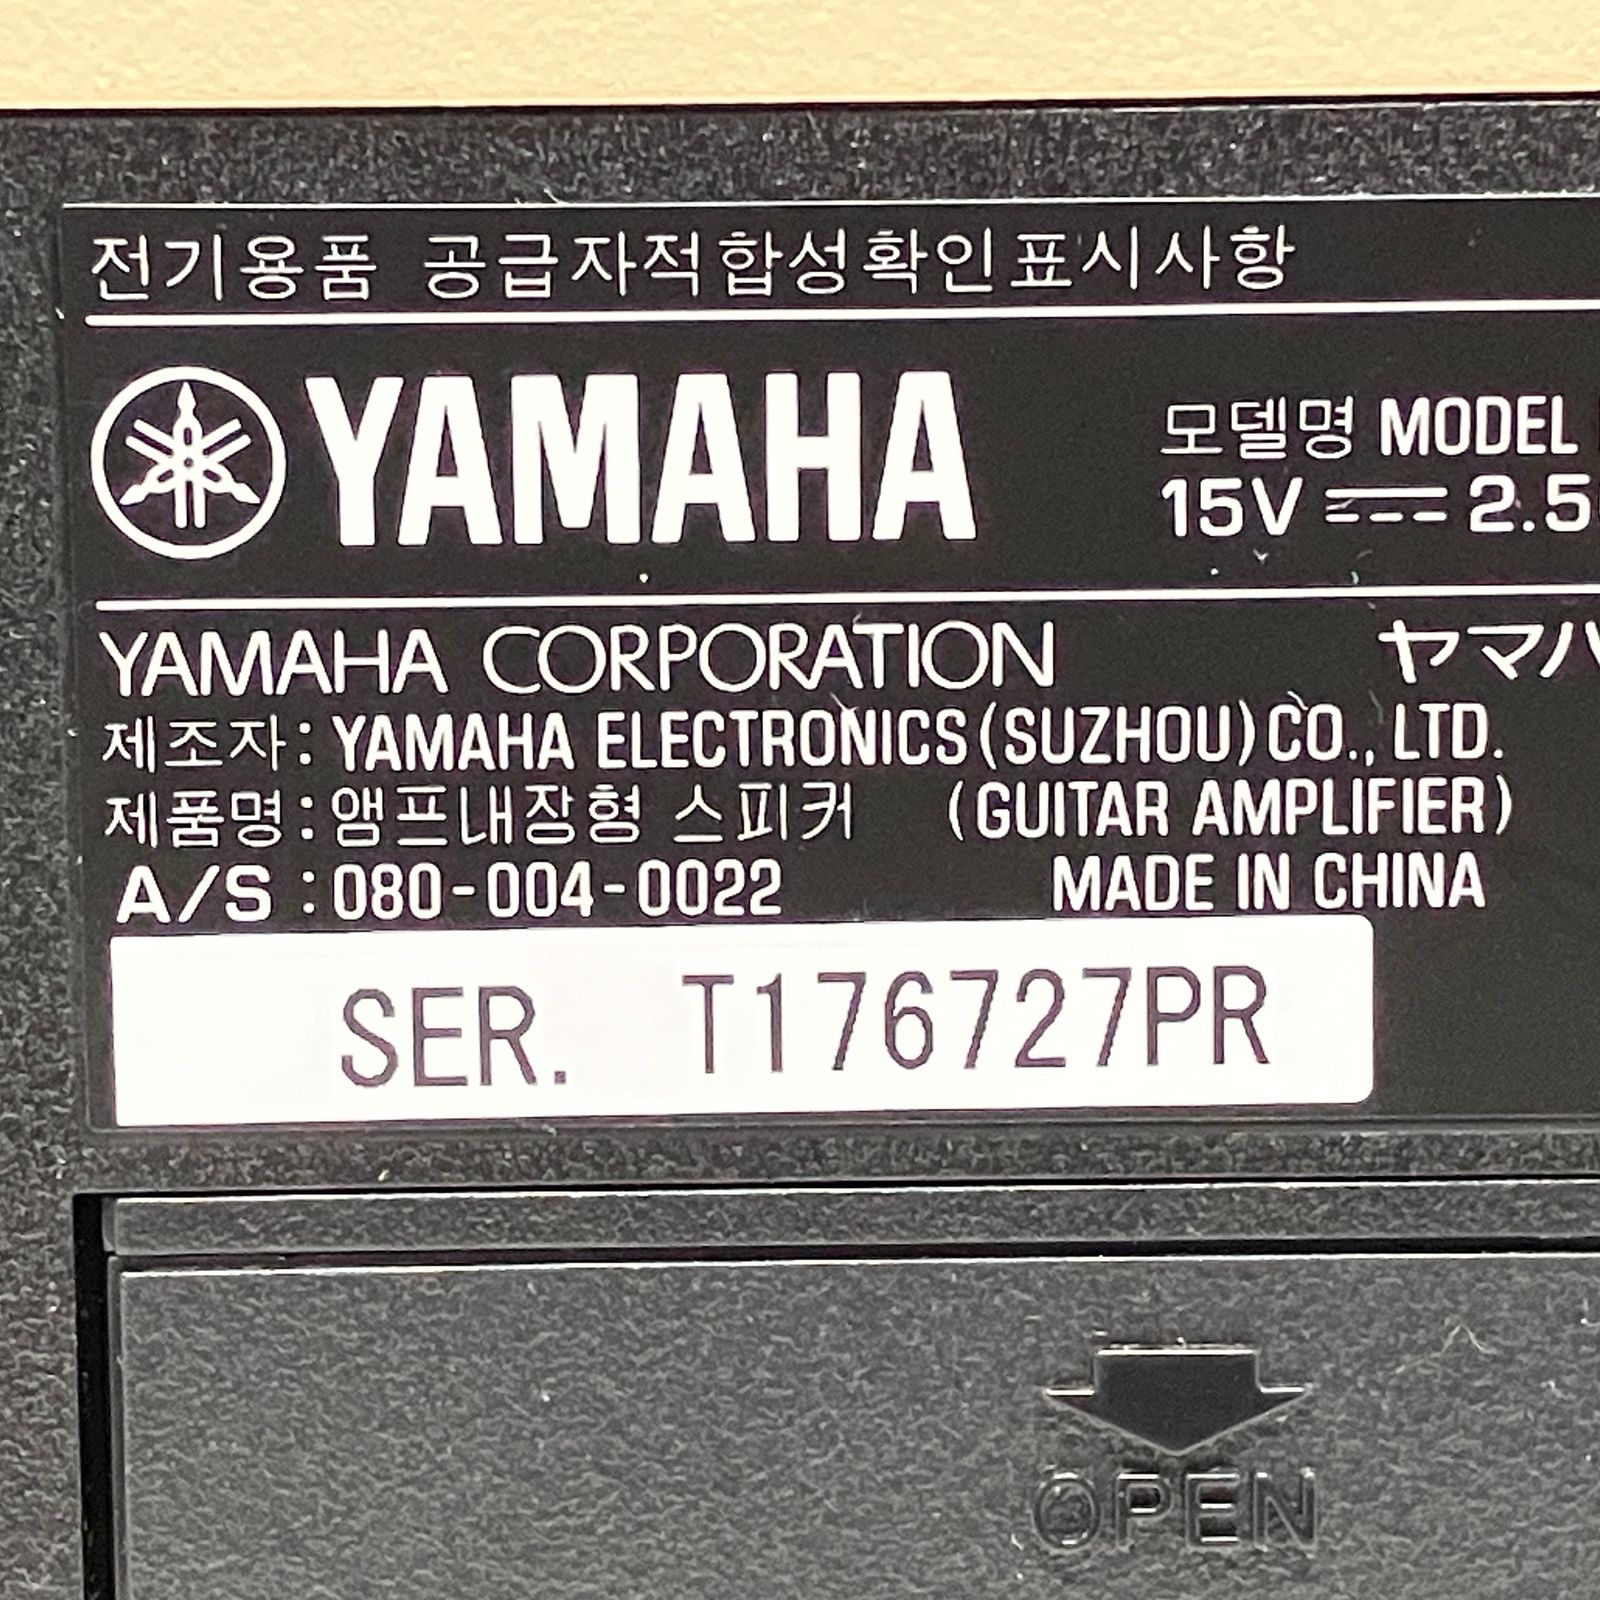 전기용품 공급자적합성확인표시사항
YAMAHA
모델명 MODEL
15V ⎓ 2.5
YAMAHA CORPORATION ヤマハ
제조자: YAMAHA ELECTRONICS(SUZHOU)CO., LTD.
제품명: 앰프내장형 스피커 (GUITAR AMPLIFIER)
A/S :080-004-0022 MADE IN CHINA
SER. T176727PR
OPEN